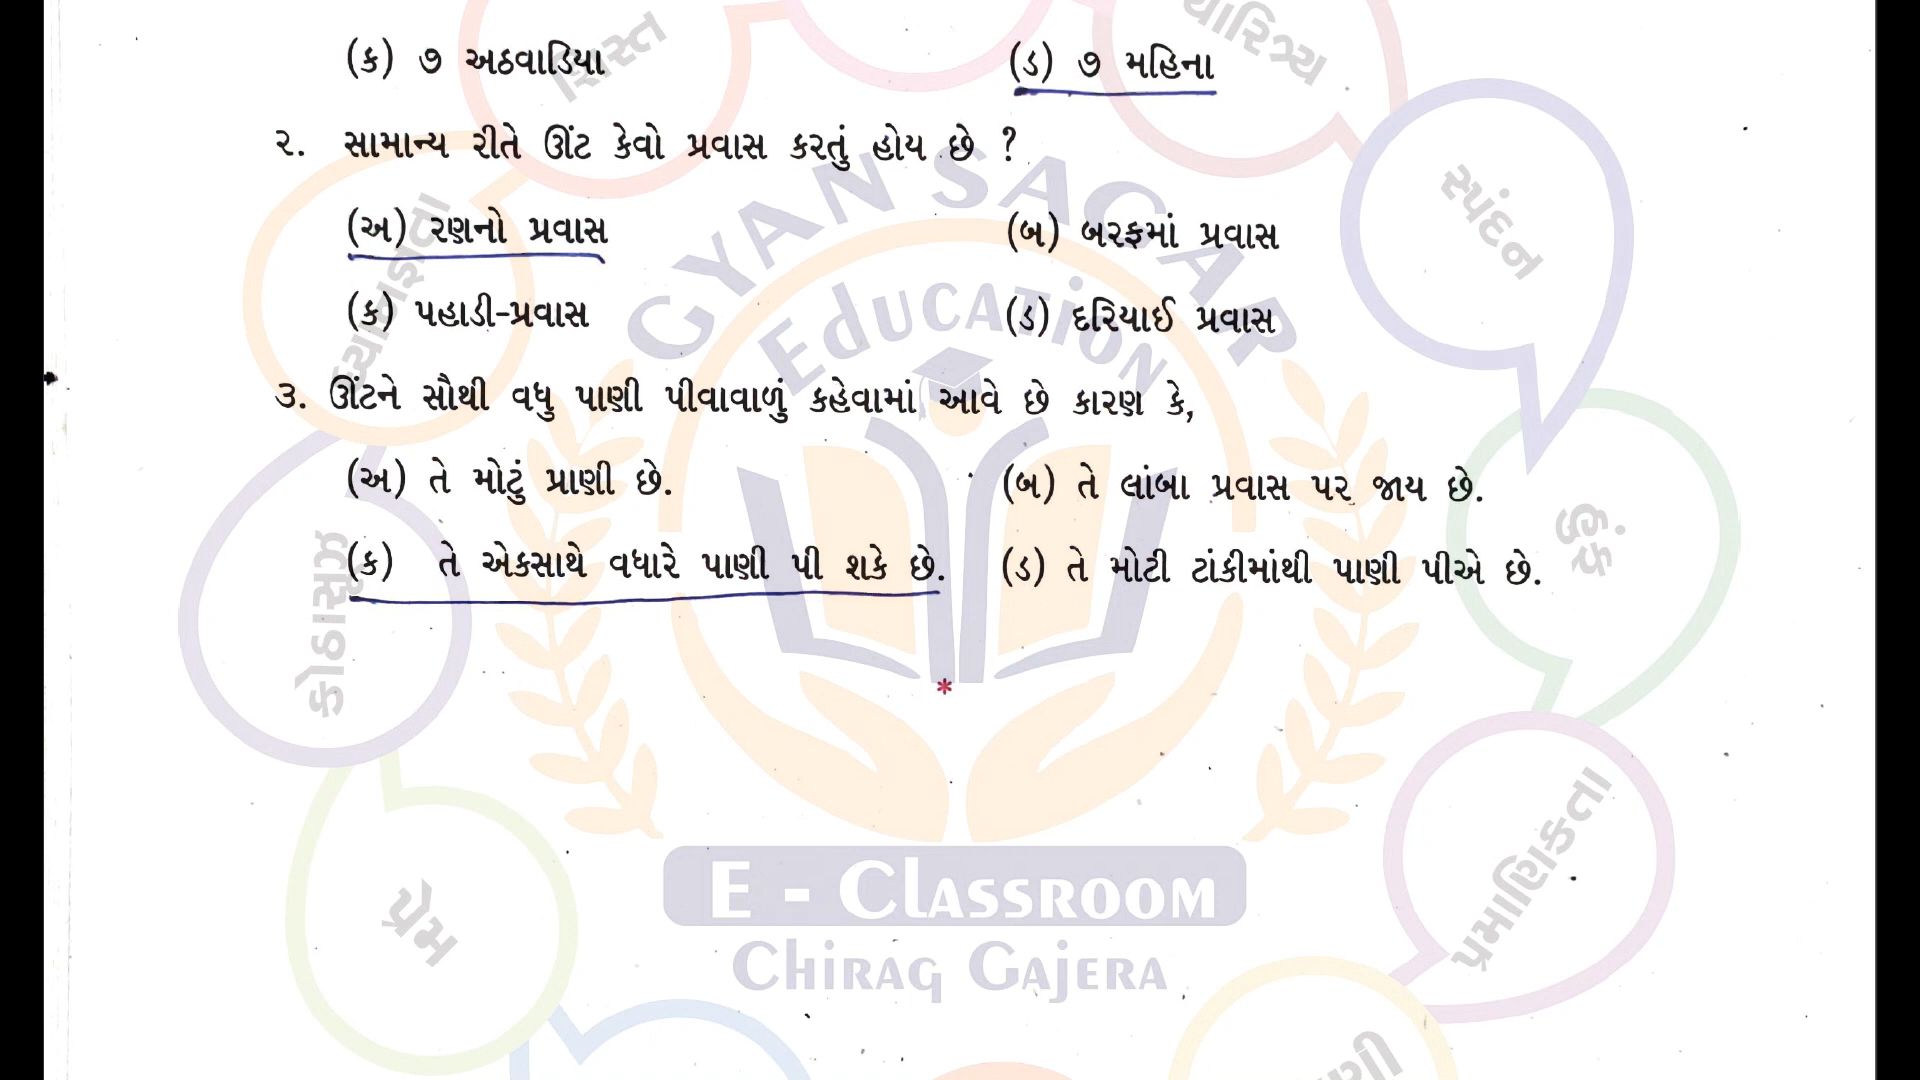 (ક) ૭ અઠવાડિયા (ડ) ૭ મહિના
૨. સામાન્ય રીતે ઊંટ કેવો પ્રવાસ કરતું હોય છે ?
(અ) રણનો પ્રવાસ (બ) બરફમાં પ્રવાસ
(ક) પહાડી-પ્રવાસ (ડ) દરિયાઈ પ્રવાસ
૩. ઊંટને સૌથી વધુ પાણી પીવાવાળું કહેવામાં આવે છે કારણ કે,
(અ) તે મોટું પ્રાણી છે. (બ) તે લાંબા પ્રવાસ પર જાય છે.
(ક) તે એકસાથે વધારે પાણી પી શકે છે. (ડ) તે મોટી ટાંકીમાંથી પાણી પીએ છે.
*
GYAN SAGAR
EDUCATION
E - CLASSROOM
CHIRAG GAJERA
શિસ્ત
ચારિત્ર્ય
સ્પંદન
હુંફ
પ્રમાણિકતા
પ્રેમ
કોઠાસૂઝ